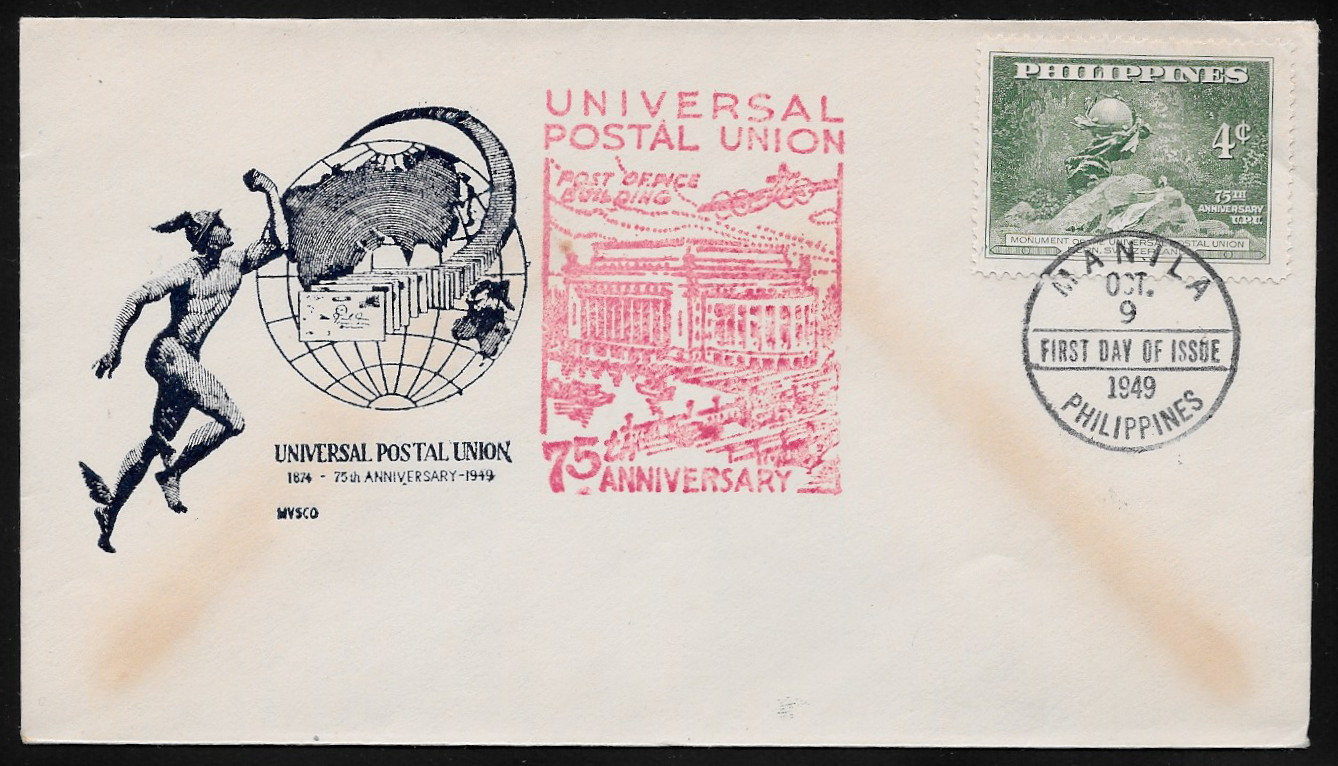 UNIVERSAL POSTAL UNION
1874 - 75th ANNIVERSARY - 1949
MVSCO
UNIVERSAL
POSTAL UNION
POST OFFICE
BUILDING
75th
ANNIVERSARY
PHILIPPINES
4¢
75TH
ANNIVERSARY
U.P.U.
MONUMENT OF THE UNIVERSAL POSTAL UNION
MANILA
OCT.
9
FIRST DAY OF ISSUE
1949
PHILIPPINES